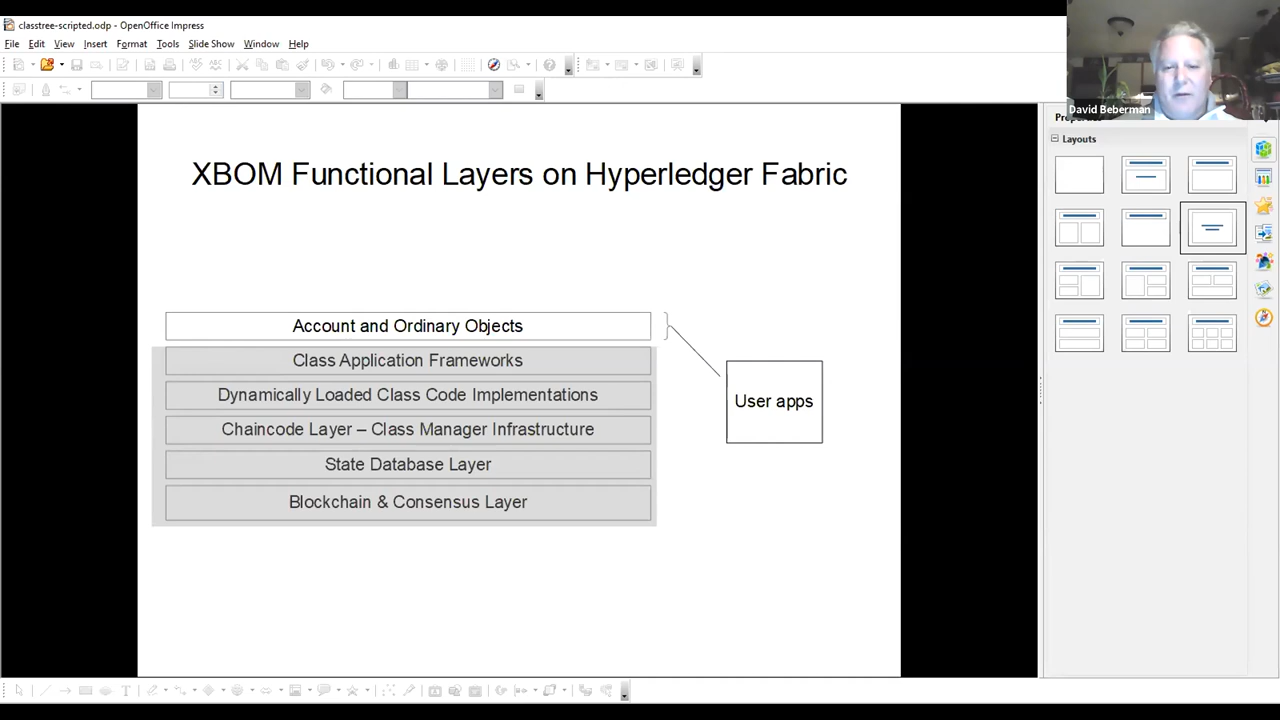 classtree-scripted.odp - OpenOffice Impress
File Edit View Insert Format Tools Slide Show Window Help
David Beberman
Layouts
XBOM Functional Layers on Hyperledger Fabric
Account and Ordinary Objects
Class Application Frameworks
Dynamically Loaded Class Code Implementations
Chaincode Layer – Class Manager Infrastructure
State Database Layer
Blockchain & Consensus Layer
User apps